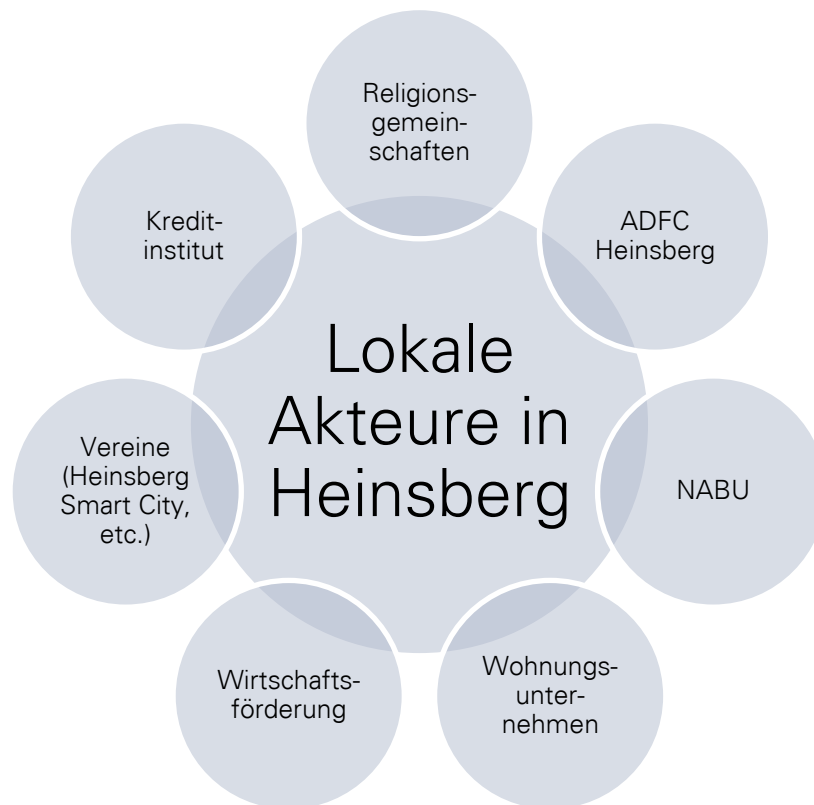 Religions-
gemein-
schaften
ADFC
Heinsberg
NABU
Wohnungs-
unter-
nehmen
Wirtschafts-
förderung
Vereine
(Heinsberg
Smart City,
etc.)
Kredit-
institut
Lokale
Akteure in
Heinsberg